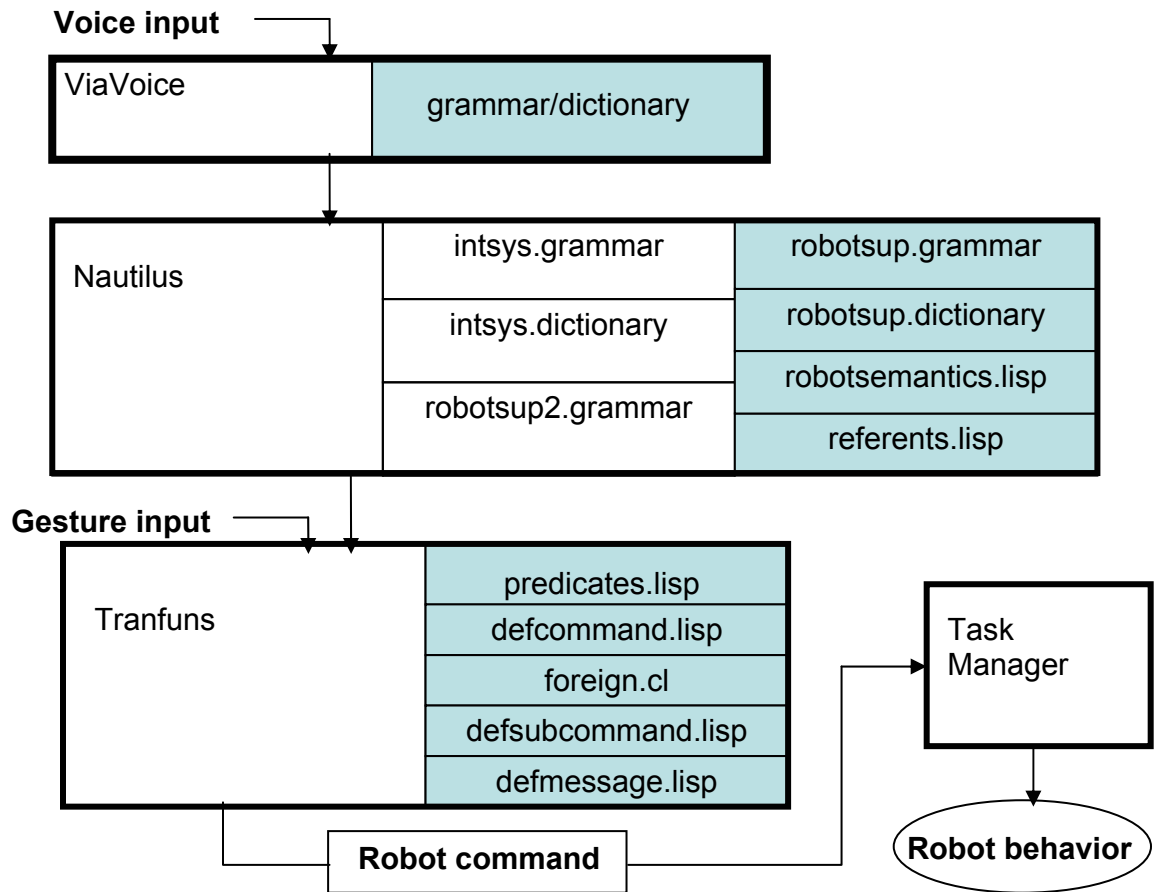 Voice input
ViaVoice
grammar/dictionary
Nautilus
intsys.grammar
intsys.dictionary
robotsup2.grammar
robotsup.grammar
robotsup.dictionary
robotsemantics.lisp
referents.lisp
Gesture input
Tranfuns
predicates.lisp
defcommand.lisp
foreign.cl
defsubcommand.lisp
defmessage.lisp
Task
Manager
Robot command
Robot behavior